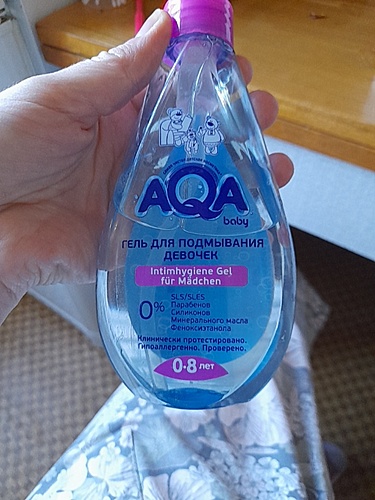 AQA
baby
ГЕЛЬ ДЛЯ ПОДМЫВАНИЯ
ДЕВОЧЕК
Intimhygiene Gel
für Mädchen
0%
SLS/SLES
Парабенов
Силиконов
Минерального масла
Феноксиэтанола
Клинически протестировано.
Гипоаллергенно. Проверено.
0-8 лет